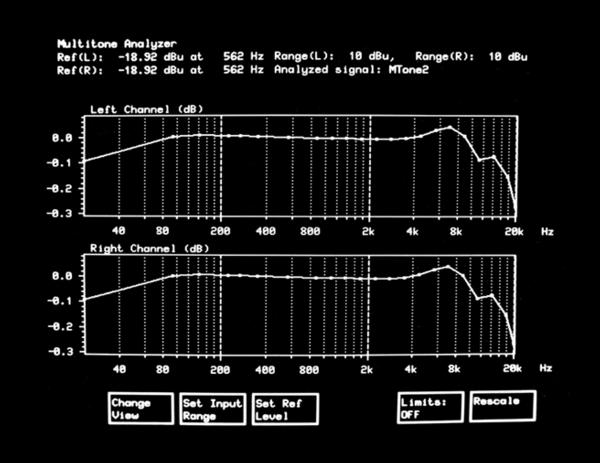 Multitone Analyzer
Ref(L): -18.92 dBu at 562 Hz Range(L): 10 dBu, Range(R): 10 dBu
Ref(R): -18.92 dBu at 562 Hz Analyzed signal: MTone2
Left Channel (dB)
0.0
-0.1
-0.2
-0.3
40 80 200 400 800 2k 4k 8k 20k Hz
Right Channel (dB)
0.0
-0.1
-0.2
-0.3
40 80 200 400 800 2k 4k 8k 20k Hz
Change View
Set Input Range
Set Ref Level
Limits: OFF
Rescale